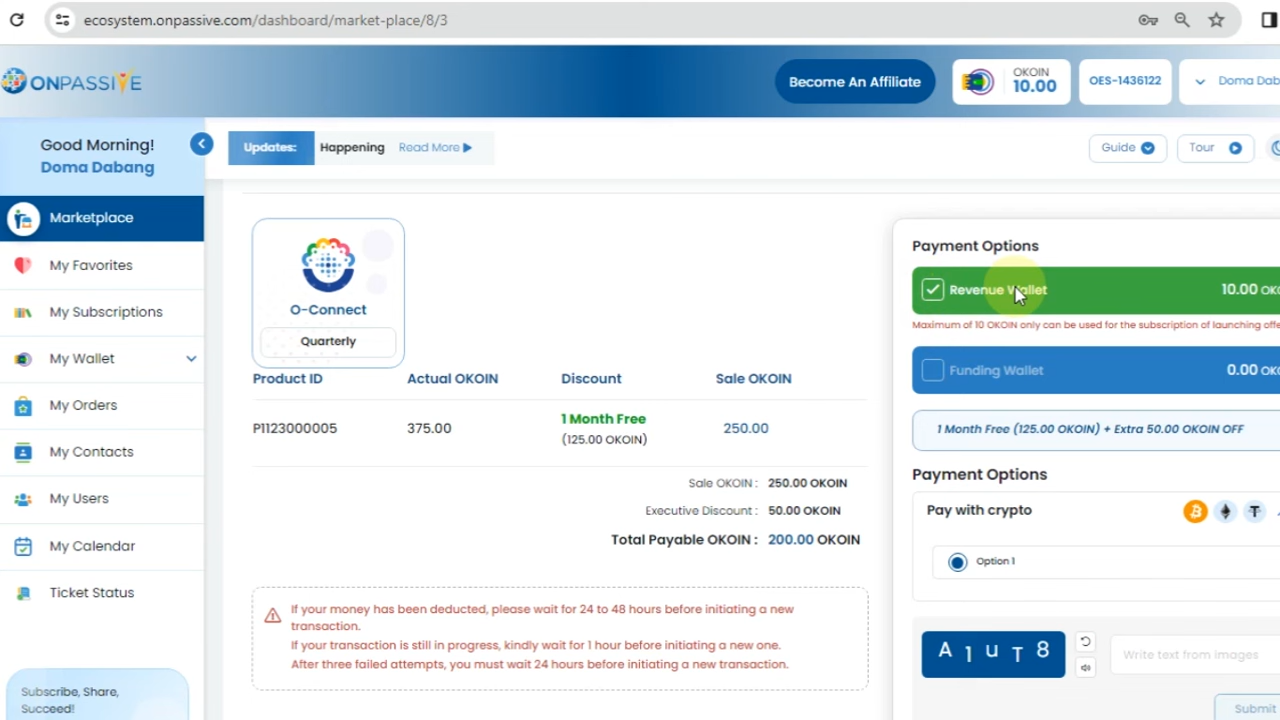 ecosystem.onpassive.com/dashboard/market-place/8/3
ONPASSIVE
Become An Affiliate
OKOIN
10.00
OES-1436122
Doma Dab
Good Morning!
Doma Dabang
Updates:
Happening
Read More
Guide
Tour
Marketplace
My Favorites
My Subscriptions
My Wallet
My Orders
My Contacts
My Users
My Calendar
Ticket Status
Subscribe, Share,
Succeed!
O-Connect
Quarterly
Product ID Actual OKOIN Discount Sale OKOIN
P1123000005 375.00 1 Month Free 250.00
(125.00 OKOIN)
Sale OKOIN : 250.00 OKOIN
Executive Discount : 50.00 OKOIN
Total Payable OKOIN : 200.00 OKOIN
If your money has been deducted, please wait for 24 to 48 hours before initiating a new
transaction.
If your transaction is still in progress, kindly wait for 1 hour before initiating a new one.
After three failed attempts, you must wait 24 hours before initiating a new transaction.
Payment Options
Revenue Wallet 10.00 OKO
Maximum of 10 OKOIN only can be used for the subscription of launching offe
Funding Wallet 0.00 OKO
1 Month Free (125.00 OKOIN) + Extra 50.00 OKOIN OFF
Payment Options
Pay with crypto
Option 1
A 1 u T 8
Write text from images
Submit